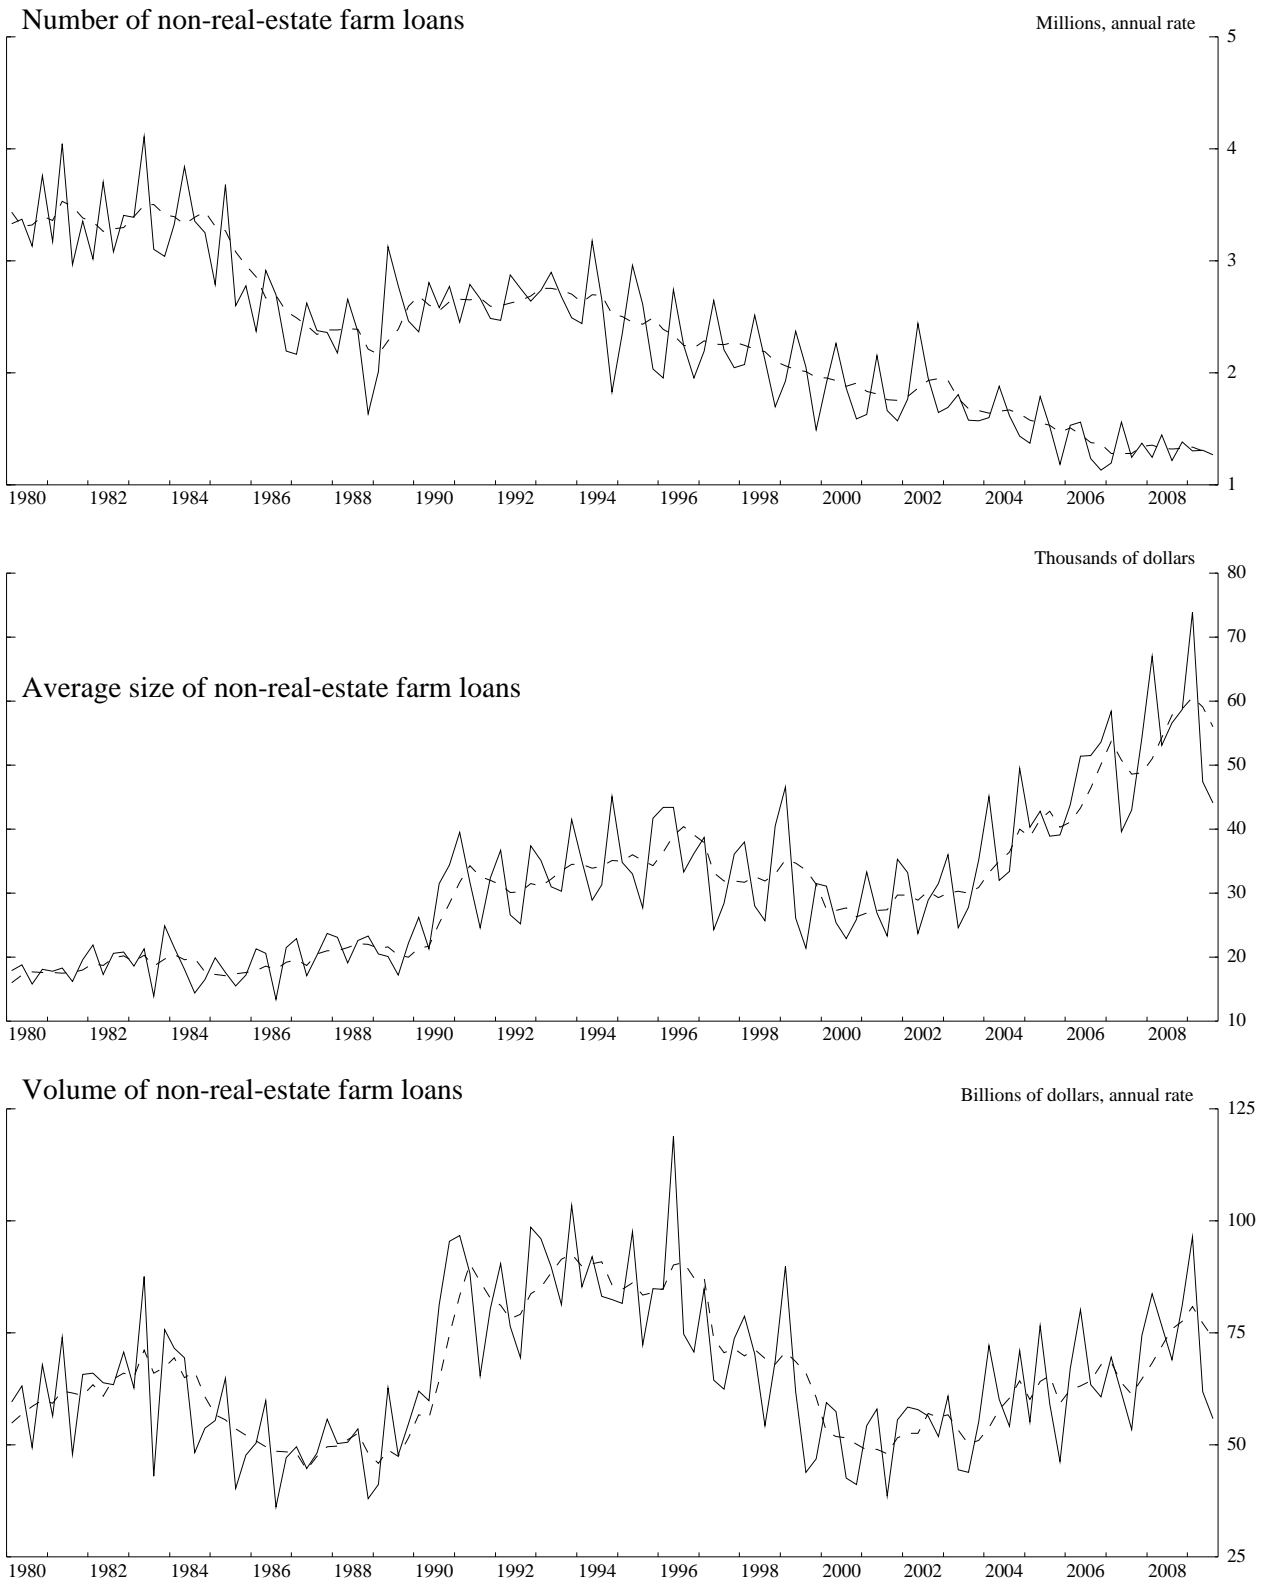 Number of non-real-estate farm loans
Millions, annual rate
5
4
3
2
1
1980 1982 1984 1986 1988 1990 1992 1994 1996 1998 2000 2002 2004 2006 2008
Thousands of dollars
80
70
Average size of non-real-estate farm loans
60
50
40
30
20
10
1980 1982 1984 1986 1988 1990 1992 1994 1996 1998 2000 2002 2004 2006 2008
Volume of non-real-estate farm loans
Billions of dollars, annual rate
125
100
75
50
25
1980 1982 1984 1986 1988 1990 1992 1994 1996 1998 2000 2002 2004 2006 2008